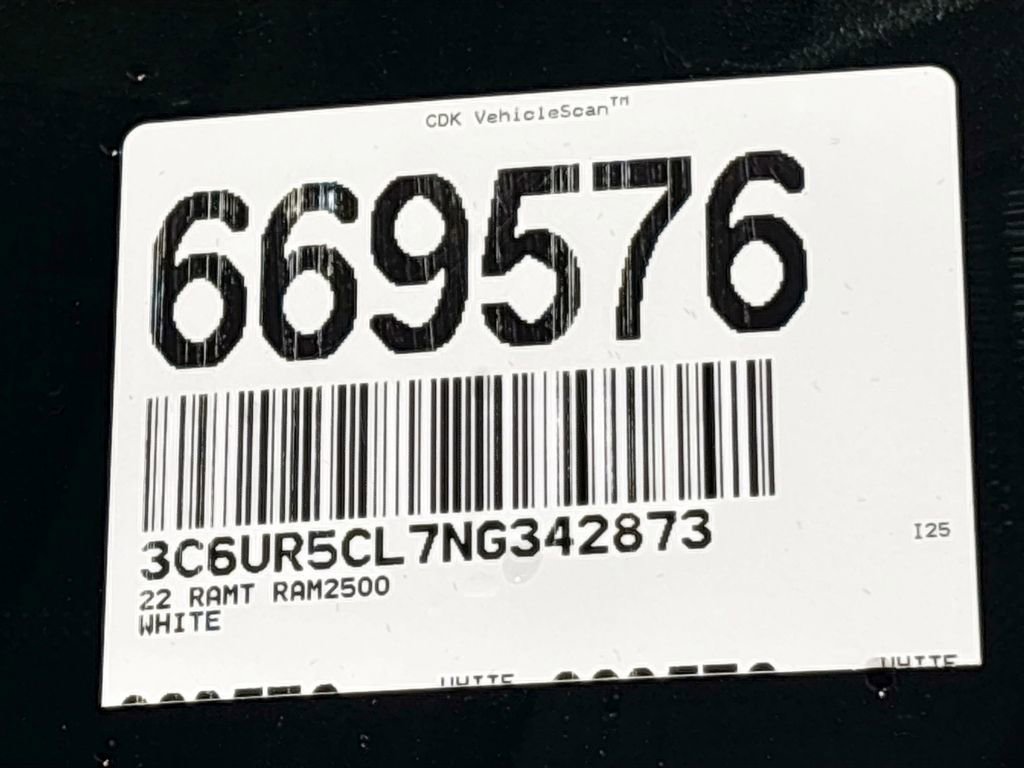 CDK VehicleScan™
669576
3C6UR5CL7NG342873
I25
22 RAMT RAM2500
WHITE